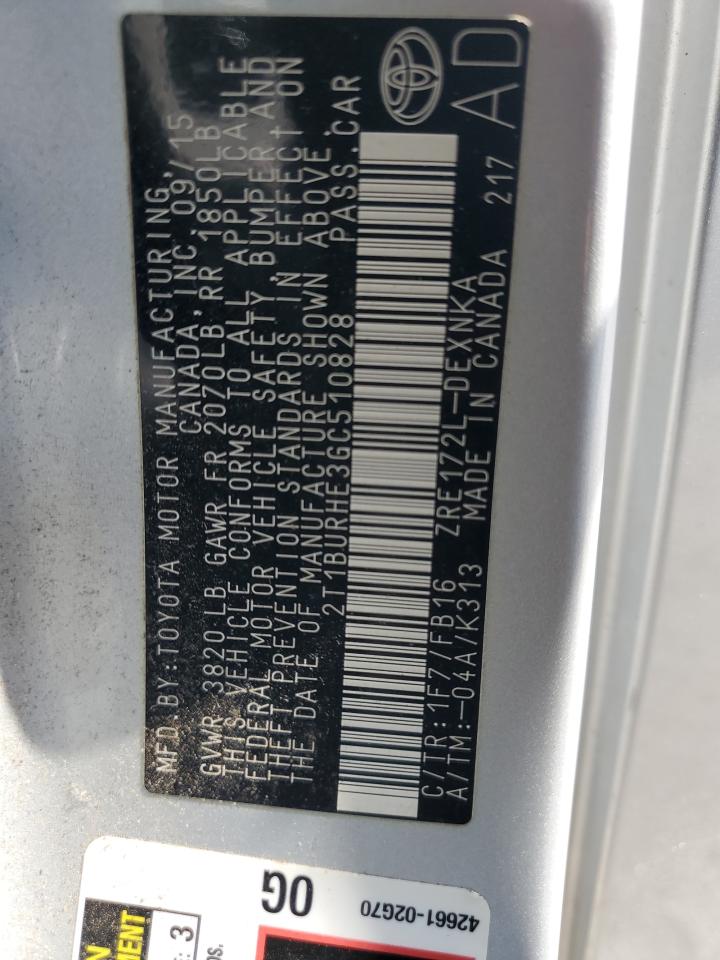 MFD.BY:TOYOTA MOTOR MANUFACTURING,
CANADA, INC. 09/15
GVWR 3820 LB GAWR FR 2070LB,RR 1850LB
THIS VEHICLE CONFORMS TO ALL APPLICABLE
FEDERAL MOTOR VEHICLE SAFETY, BUMPER, AND
THEFT PREVENTION STANDARDS IN EFFECT ON
THE DATE OF MANUFACTURE SHOWN ABOVE.
2T1BURHE3GC510828 PASS.CAR
C/TR:1F7/FB16 ZRE172L-DEXNKA
A/TM:-04A/K313 MADE IN CANADA 217
AD
OG
42661-02G70
3